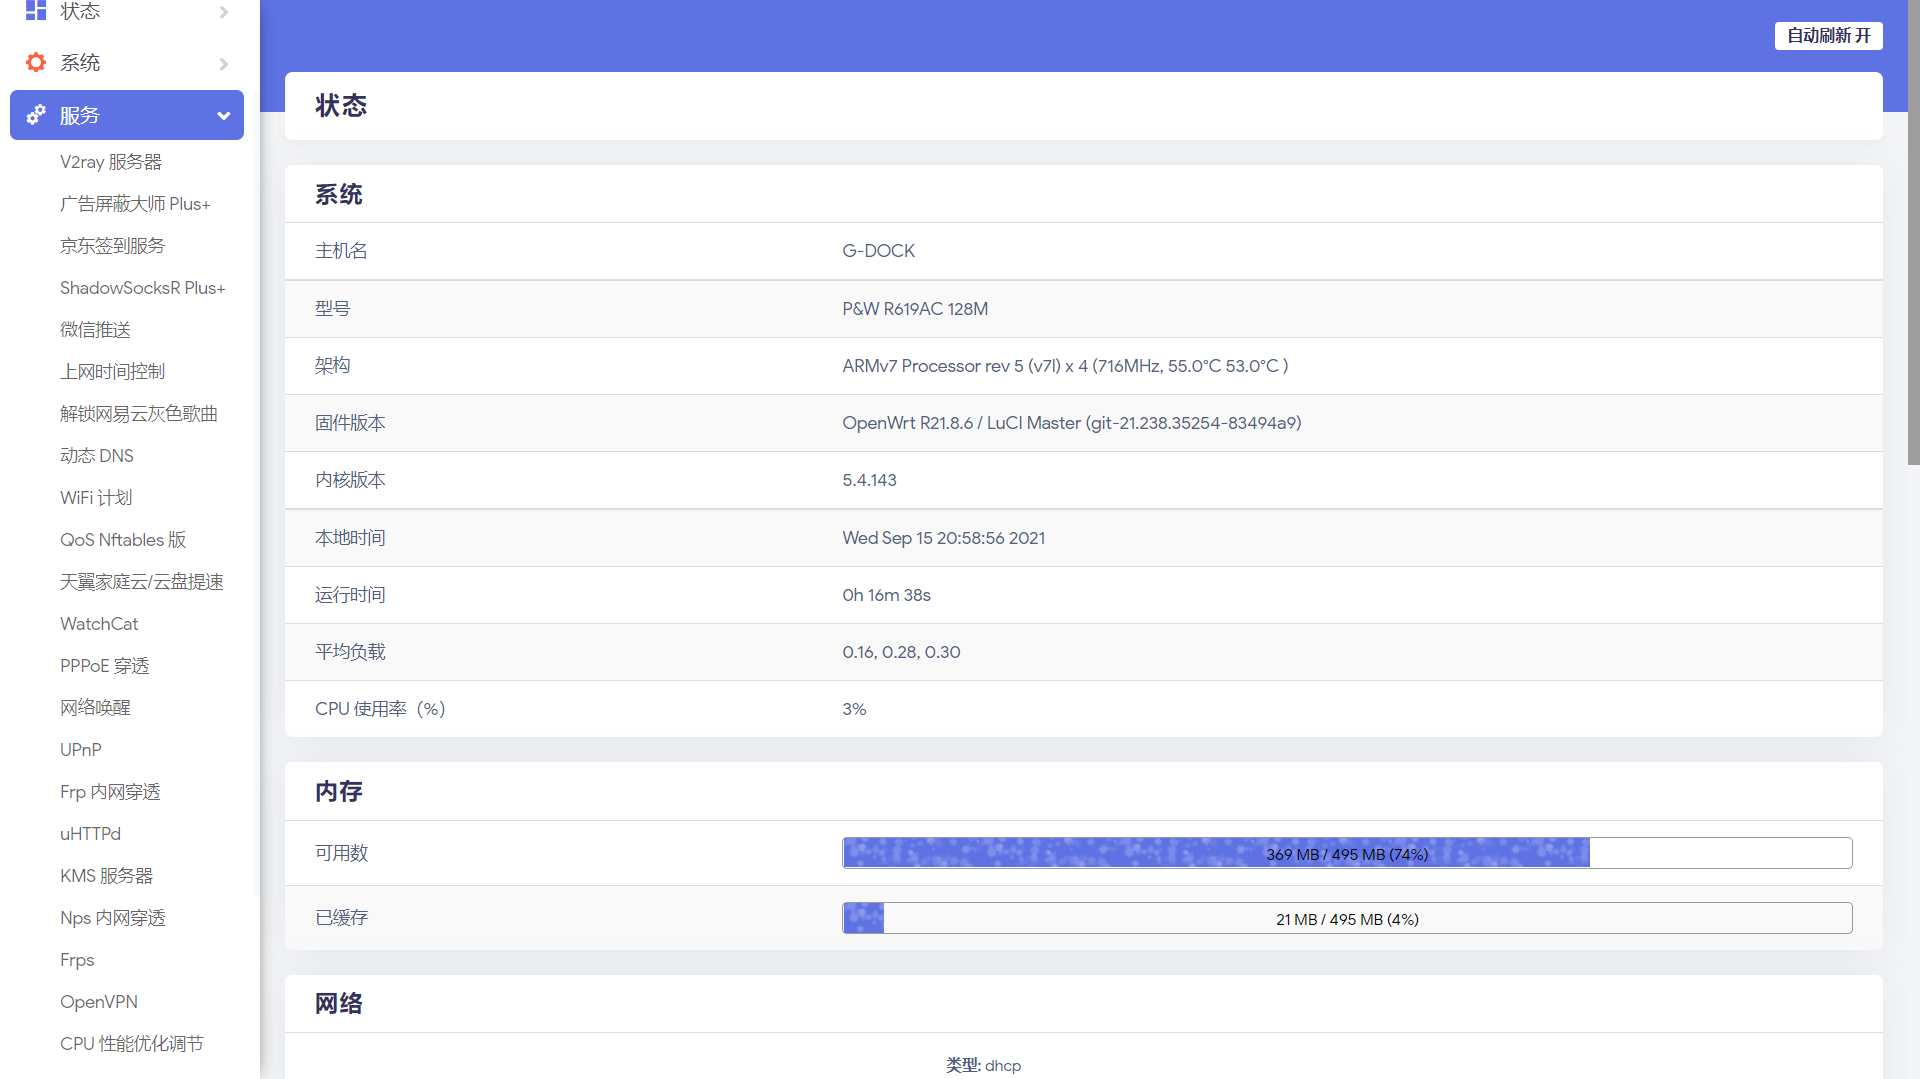 状态
系统
服务
V2ray 服务器
广告屏蔽大师 Plus+
京东签到服务
ShadowSocksR Plus+
微信推送
上网时间控制
解锁网易云灰色歌曲
动态 DNS
WiFi 计划
QoS Nftables 版
天翼家庭云/云盘提速
WatchCat
PPPoE 穿透
网络唤醒
UPnP
Frp 内网穿透
uHTTPd
KMS 服务器
Nps 内网穿透
Frps
OpenVPN
CPU 性能优化调节
自动刷新 开
状态
系统
主机名 G-DOCK
型号 P&W R619AC 128M
架构 ARMv7 Processor rev 5 (v7l) x 4 (716MHz, 55.0°C 53.0°C )
固件版本 OpenWrt R21.8.6 / LuCI Master (git-21.238.35254-83494a9)
内核版本 5.4.143
本地时间 Wed Sep 15 20:58:56 2021
运行时间 0h 16m 38s
平均负载 0.16, 0.28, 0.30
CPU 使用率（%） 3%
内存
可用数 369 MB / 495 MB (74%)
已缓存 21 MB / 495 MB (4%)
网络
类型: dhcp